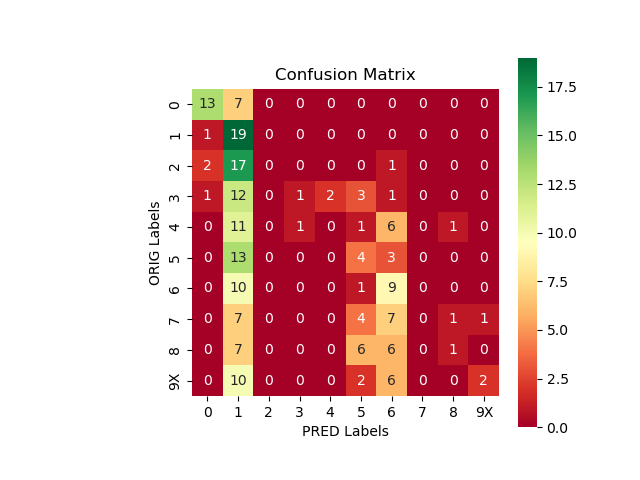 Confusion Matrix
ORIG Labels
0 13 7 0 0 0 0 0 0 0 0
1 1 19 0 0 0 0 0 0 0 0
2 2 17 0 0 0 0 1 0 0 0
3 1 12 0 1 2 3 1 0 0 0
4 0 11 0 1 0 1 6 0 1 0
5 0 13 0 0 0 4 3 0 0 0
6 0 10 0 0 0 1 9 0 0 0
7 0 7 0 0 0 4 7 0 1 1
8 0 7 0 0 0 6 6 0 1 0
9X 0 10 0 0 0 2 6 0 0 2
0 1 2 3 4 5 6 7 8 9X
PRED Labels
17.5
15.0
12.5
10.0
7.5
5.0
2.5
0.0